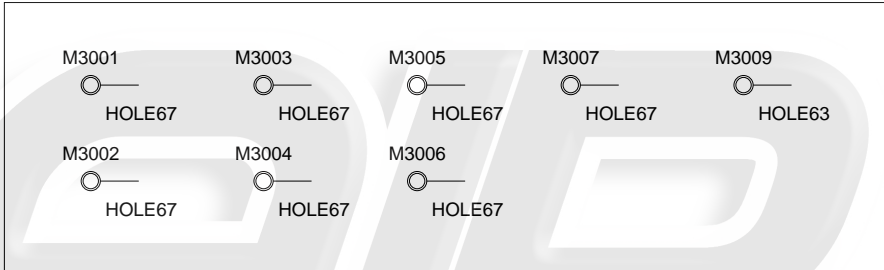 M3001 M3003 M3005 M3007 M3009
HOLE67 HOLE67 HOLE67 HOLE67 HOLE63
M3002 M3004 M3006
HOLE67 HOLE67 HOLE67